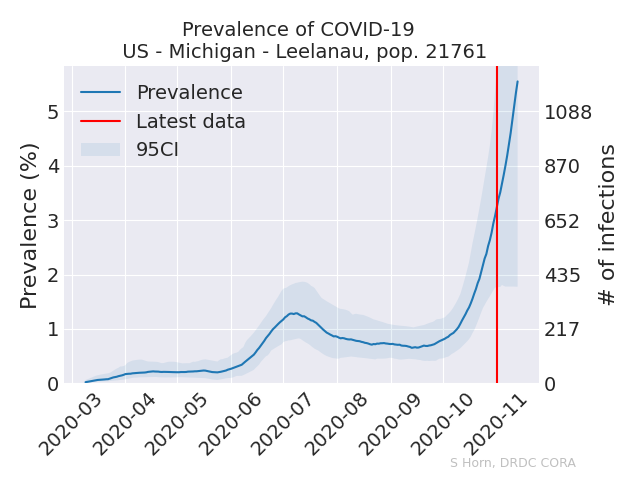 Prevalence of COVID-19
US - Michigan - Leelanau, pop. 21761
Prevalence
Latest data
95CI
Prevalence (%)
5
4
3
2
1
0
1088
870
652
435
217
0
# of infections
2020-03
2020-04
2020-05
2020-06
2020-07
2020-08
2020-09
2020-10
2020-11
S Horn, DRDC CORA